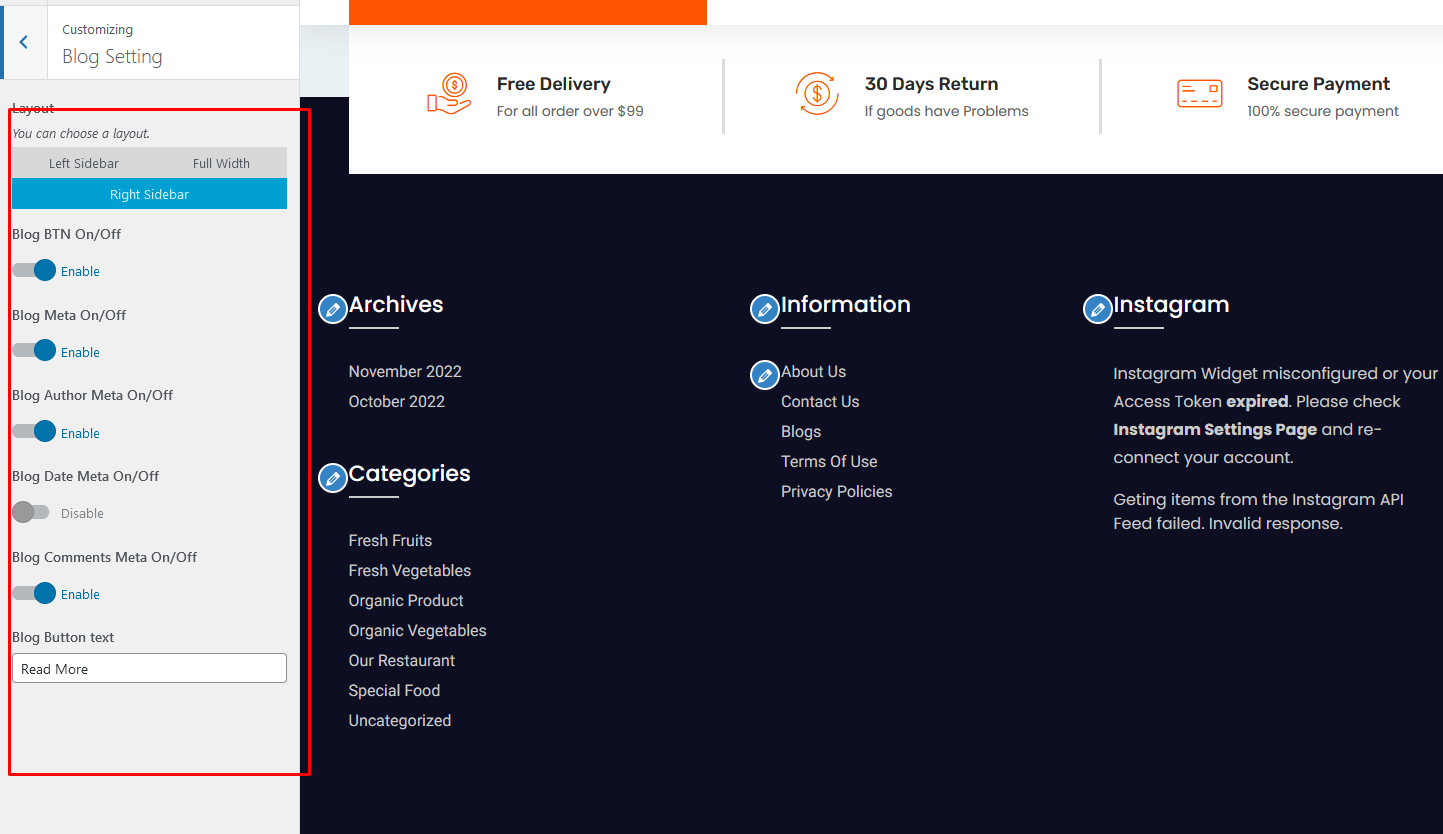 Customizing
Blog Setting
Layout
You can choose a layout.
Left Sidebar
Full Width
Right Sidebar
Blog BTN On/Off
Enable
Blog Meta On/Off
Enable
Blog Author Meta On/Off
Enable
Blog Date Meta On/Off
Disable
Blog Comments Meta On/Off
Enable
Blog Button text
Read More
Free Delivery
For all order over $99
30 Days Return
If goods have Problems
Secure Payment
100% secure payment
Archives
November 2022
October 2022
Categories
Fresh Fruits
Fresh Vegetables
Organic Product
Organic Vegetables
Our Restaurant
Special Food
Uncategorized
Information
About Us
Contact Us
Blogs
Terms Of Use
Privacy Policies
Instagram
Instagram Widget misconfigured or your
Access Token expired. Please check
Instagram Settings Page and re-
connect your account.
Geting items from the Instagram API
Feed failed. Invalid response.